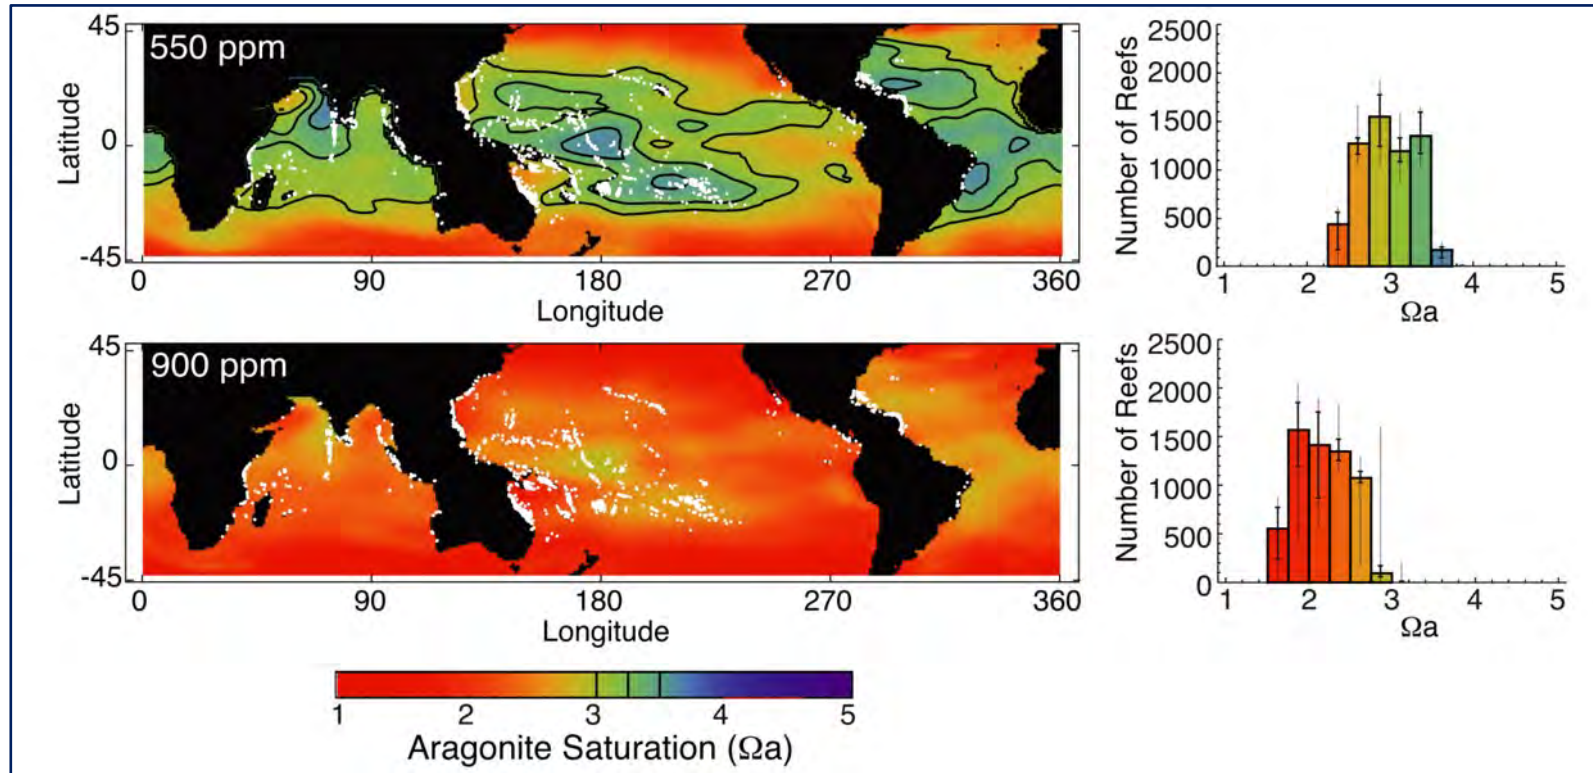 550 ppm
Latitude
45
0
-45
0 90 180 270 360
Longitude
Number of Reefs
2500
2000
1500
1000
500
0
1 2 3 4 5
Ωa
900 ppm
Latitude
45
0
-45
0 90 180 270 360
Longitude
Number of Reefs
2500
2000
1500
1000
500
0
1 2 3 4 5
Ωa
1 2 3 4 5
Aragonite Saturation (Ωa)